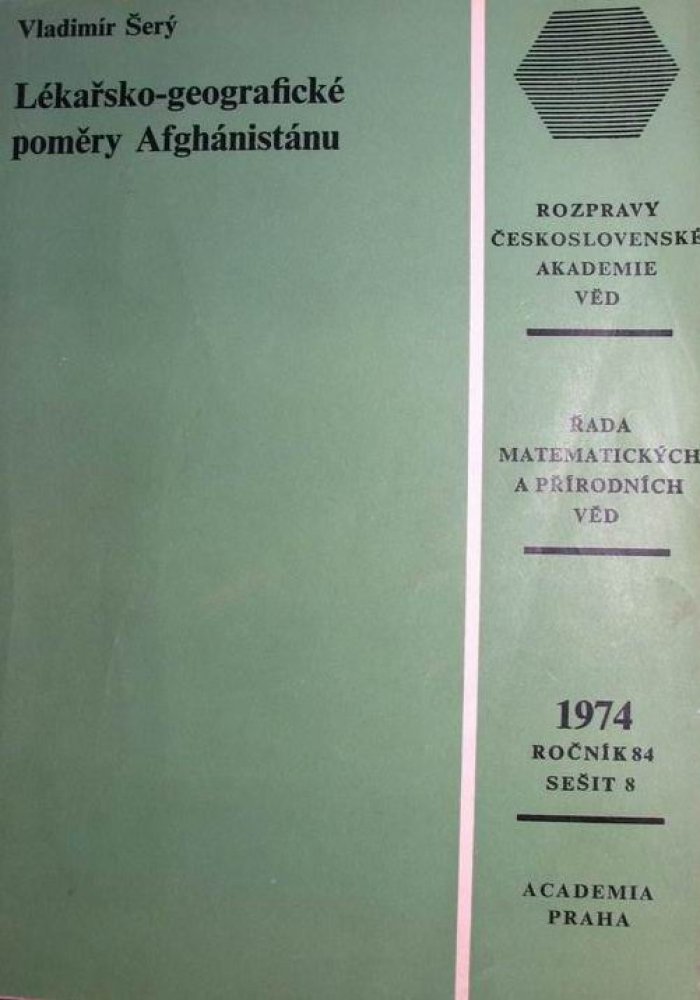 Vladimír Šerý
Lékařsko-geografické
poměry Afghánistánu
ROZPRAVY
ČESKOSLOVENSKÉ
AKADEMIE
VĚD
ŘADA
MATEMATICKÝCH
A PŘÍRODNÍCH
VĚD
1974
ROČNÍK 84
SEŠIT 8
ACADEMIA
PRAHA